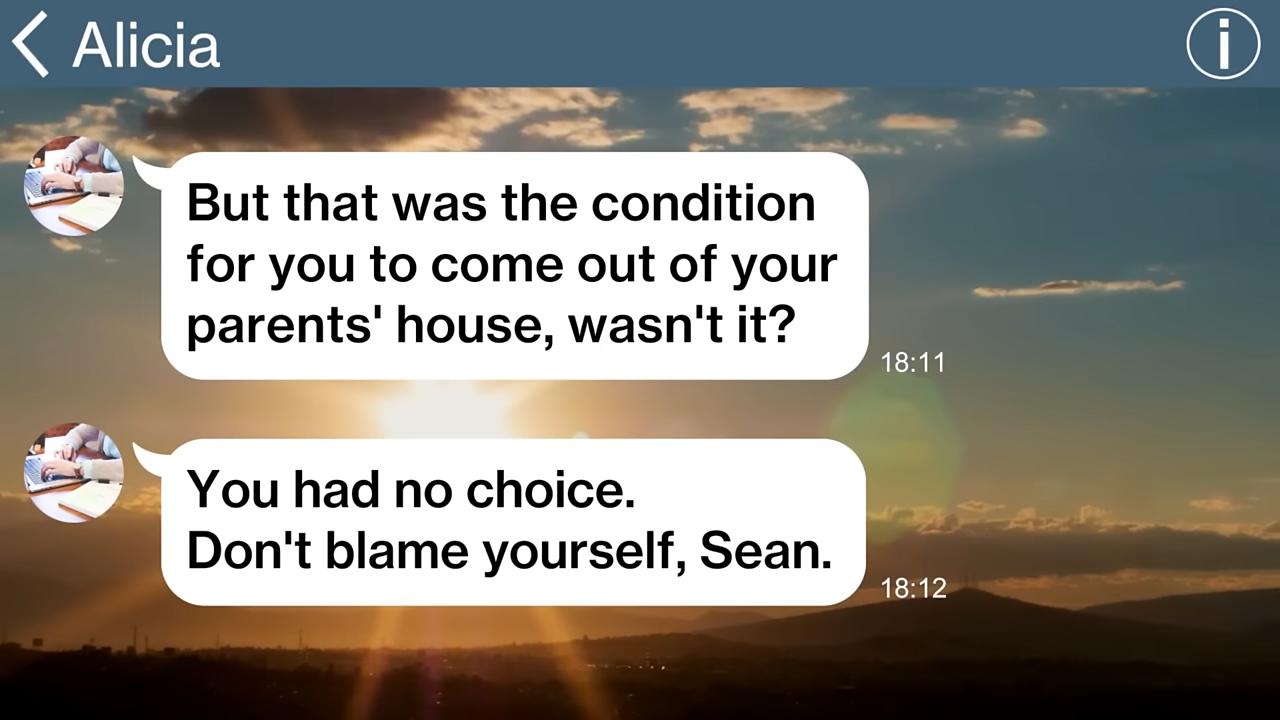 Alicia
But that was the condition
for you to come out of your
parents' house, wasn't it?
18:11
You had no choice.
Don't blame yourself, Sean.
18:12